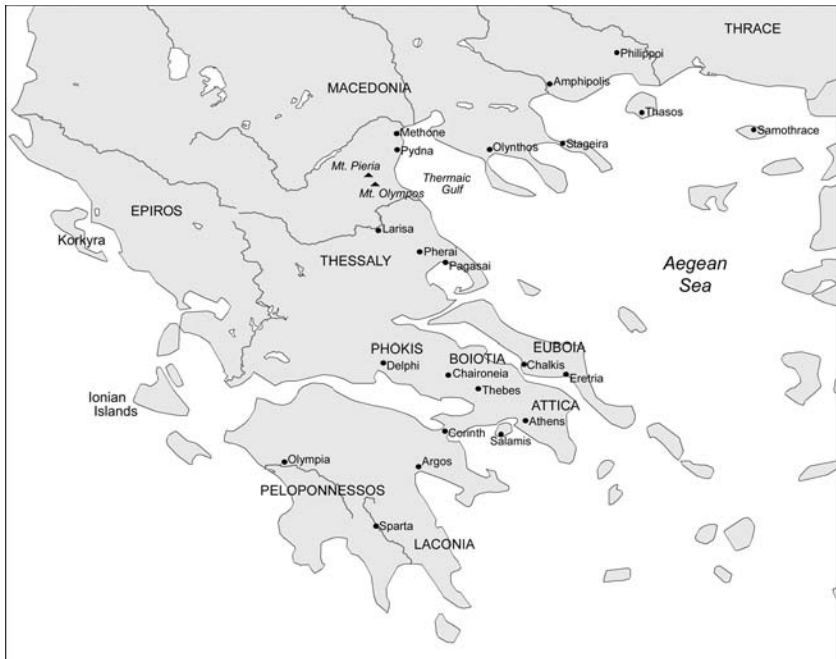 THRACE
Philippoi
Amphipolis
MACEDONIA
Thasos
Samothrace
Methone
Stageira
Olynthos
Pydna
Mt. Pieria
Thermaic
Gulf
Mt. Olympos
EPIROS
Larisa
Korkyra
Pherai
THESSALY
Pagasai
Aegean
Sea
PHOKIS
EUBOIA
BOIOTIA
Delphi
Chalkis
Chaironeia
Eretria
Thebes
Ionian
Islands
ATTICA
Athens
Corinth
Salamis
Olympia
Argos
PELOPONNESSOS
Sparta
LACONIA